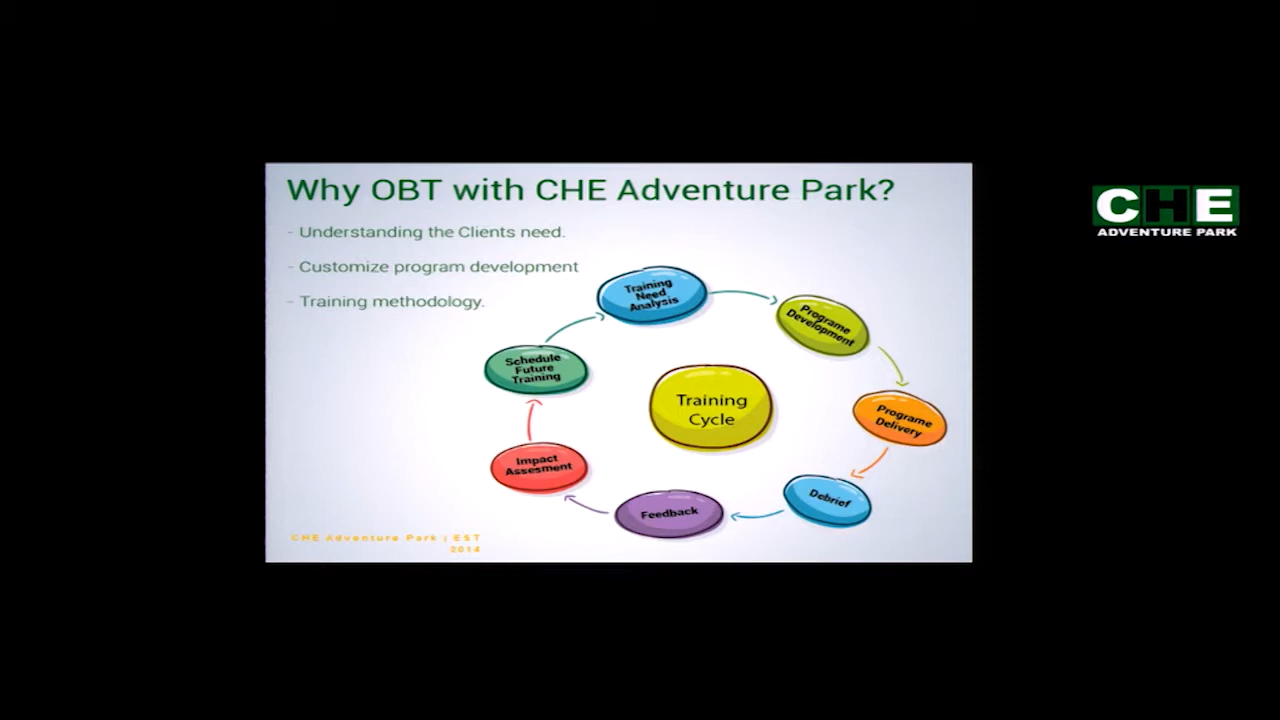 Why OBT with CHE Adventure Park?
- Understanding the Clients need.
- Customize program development
- Training methodology.
Training
Need
Analysis
Programe
Development
Programe
Delivery
Debrief
Feedback
Impact
Assesment
Schedule
Future
Training
Training
Cycle
CHE Adventure Park | EST
2014
CHE
ADVENTURE PARK